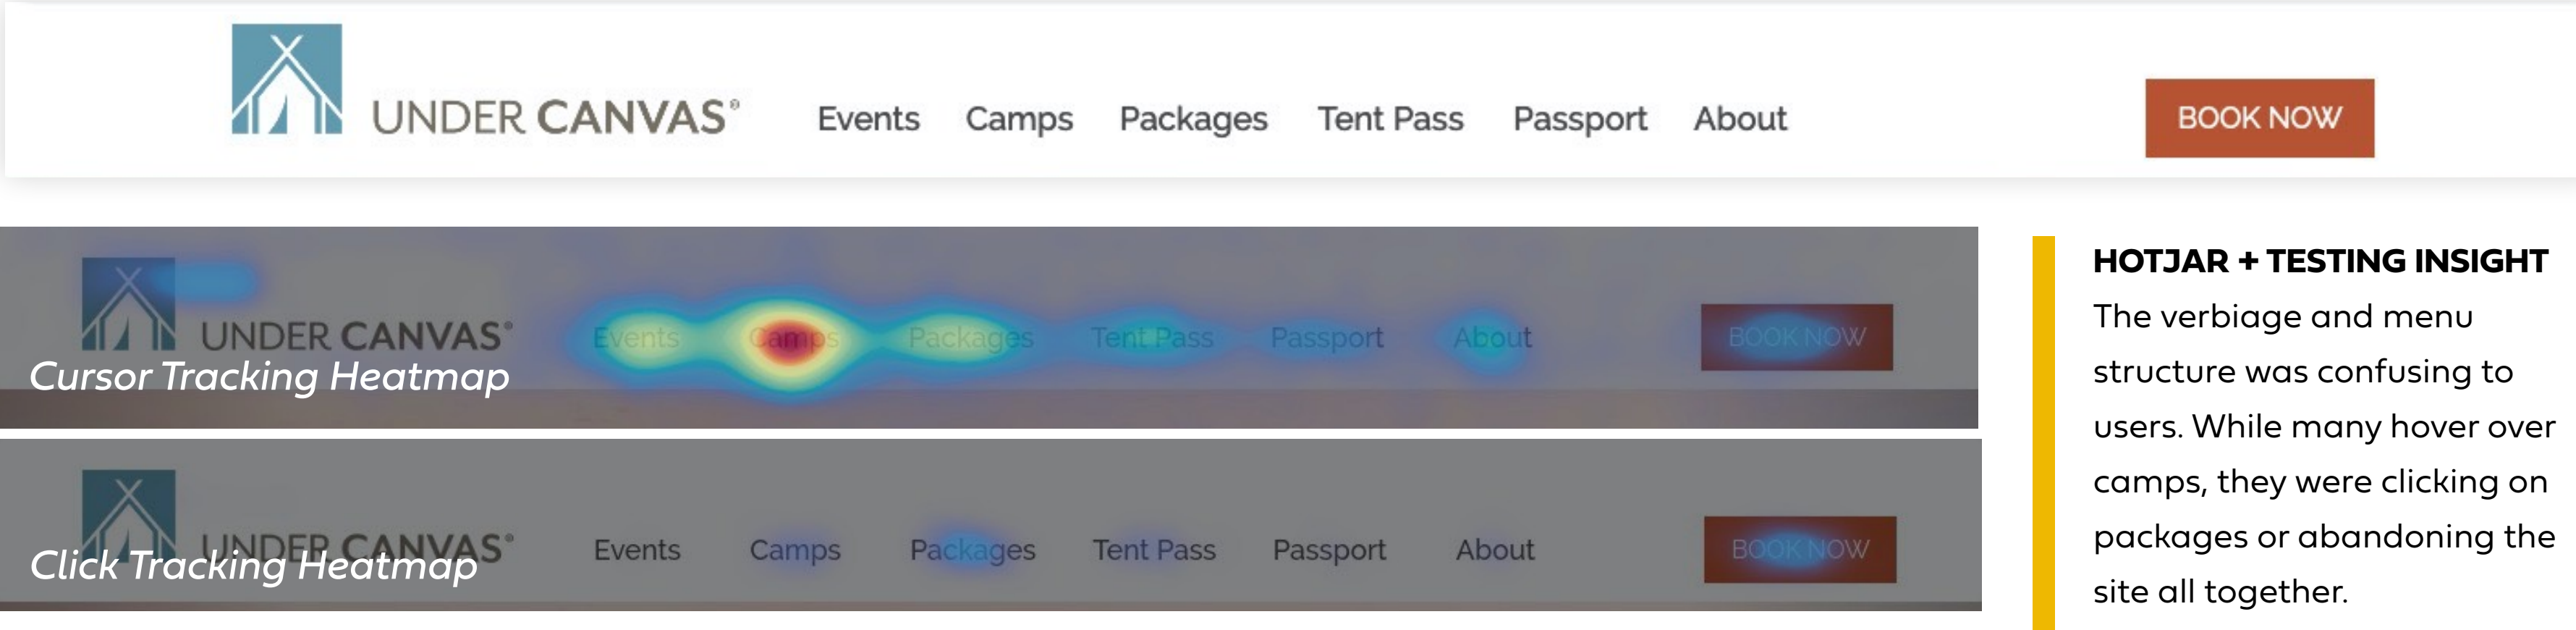 UNDER CANVAS®
Events Camps Packages Tent Pass Passport About
BOOK NOW
UNDER CANVAS®
Events Camps Packages Tent Pass Passport About
BOOK NOW
Cursor Tracking Heatmap
UNDER CANVAS®
Events Camps Packages Tent Pass Passport About
BOOK NOW
Click Tracking Heatmap
HOTJAR + TESTING INSIGHT
The verbiage and menu
structure was confusing to
users. While many hover over
camps, they were clicking on
packages or abandoning the
site all together.